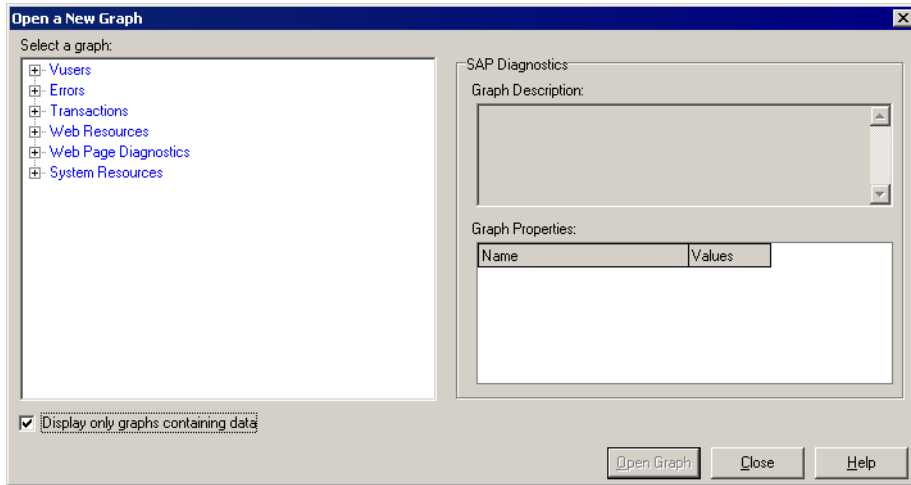 Open a New Graph
Select a graph:
Vusers
Errors
Transactions
Web Resources
Web Page Diagnostics
System Resources
SAP Diagnostics
Graph Description:
Graph Properties:
Name Values
Display only graphs containing data
Open Graph Close Help